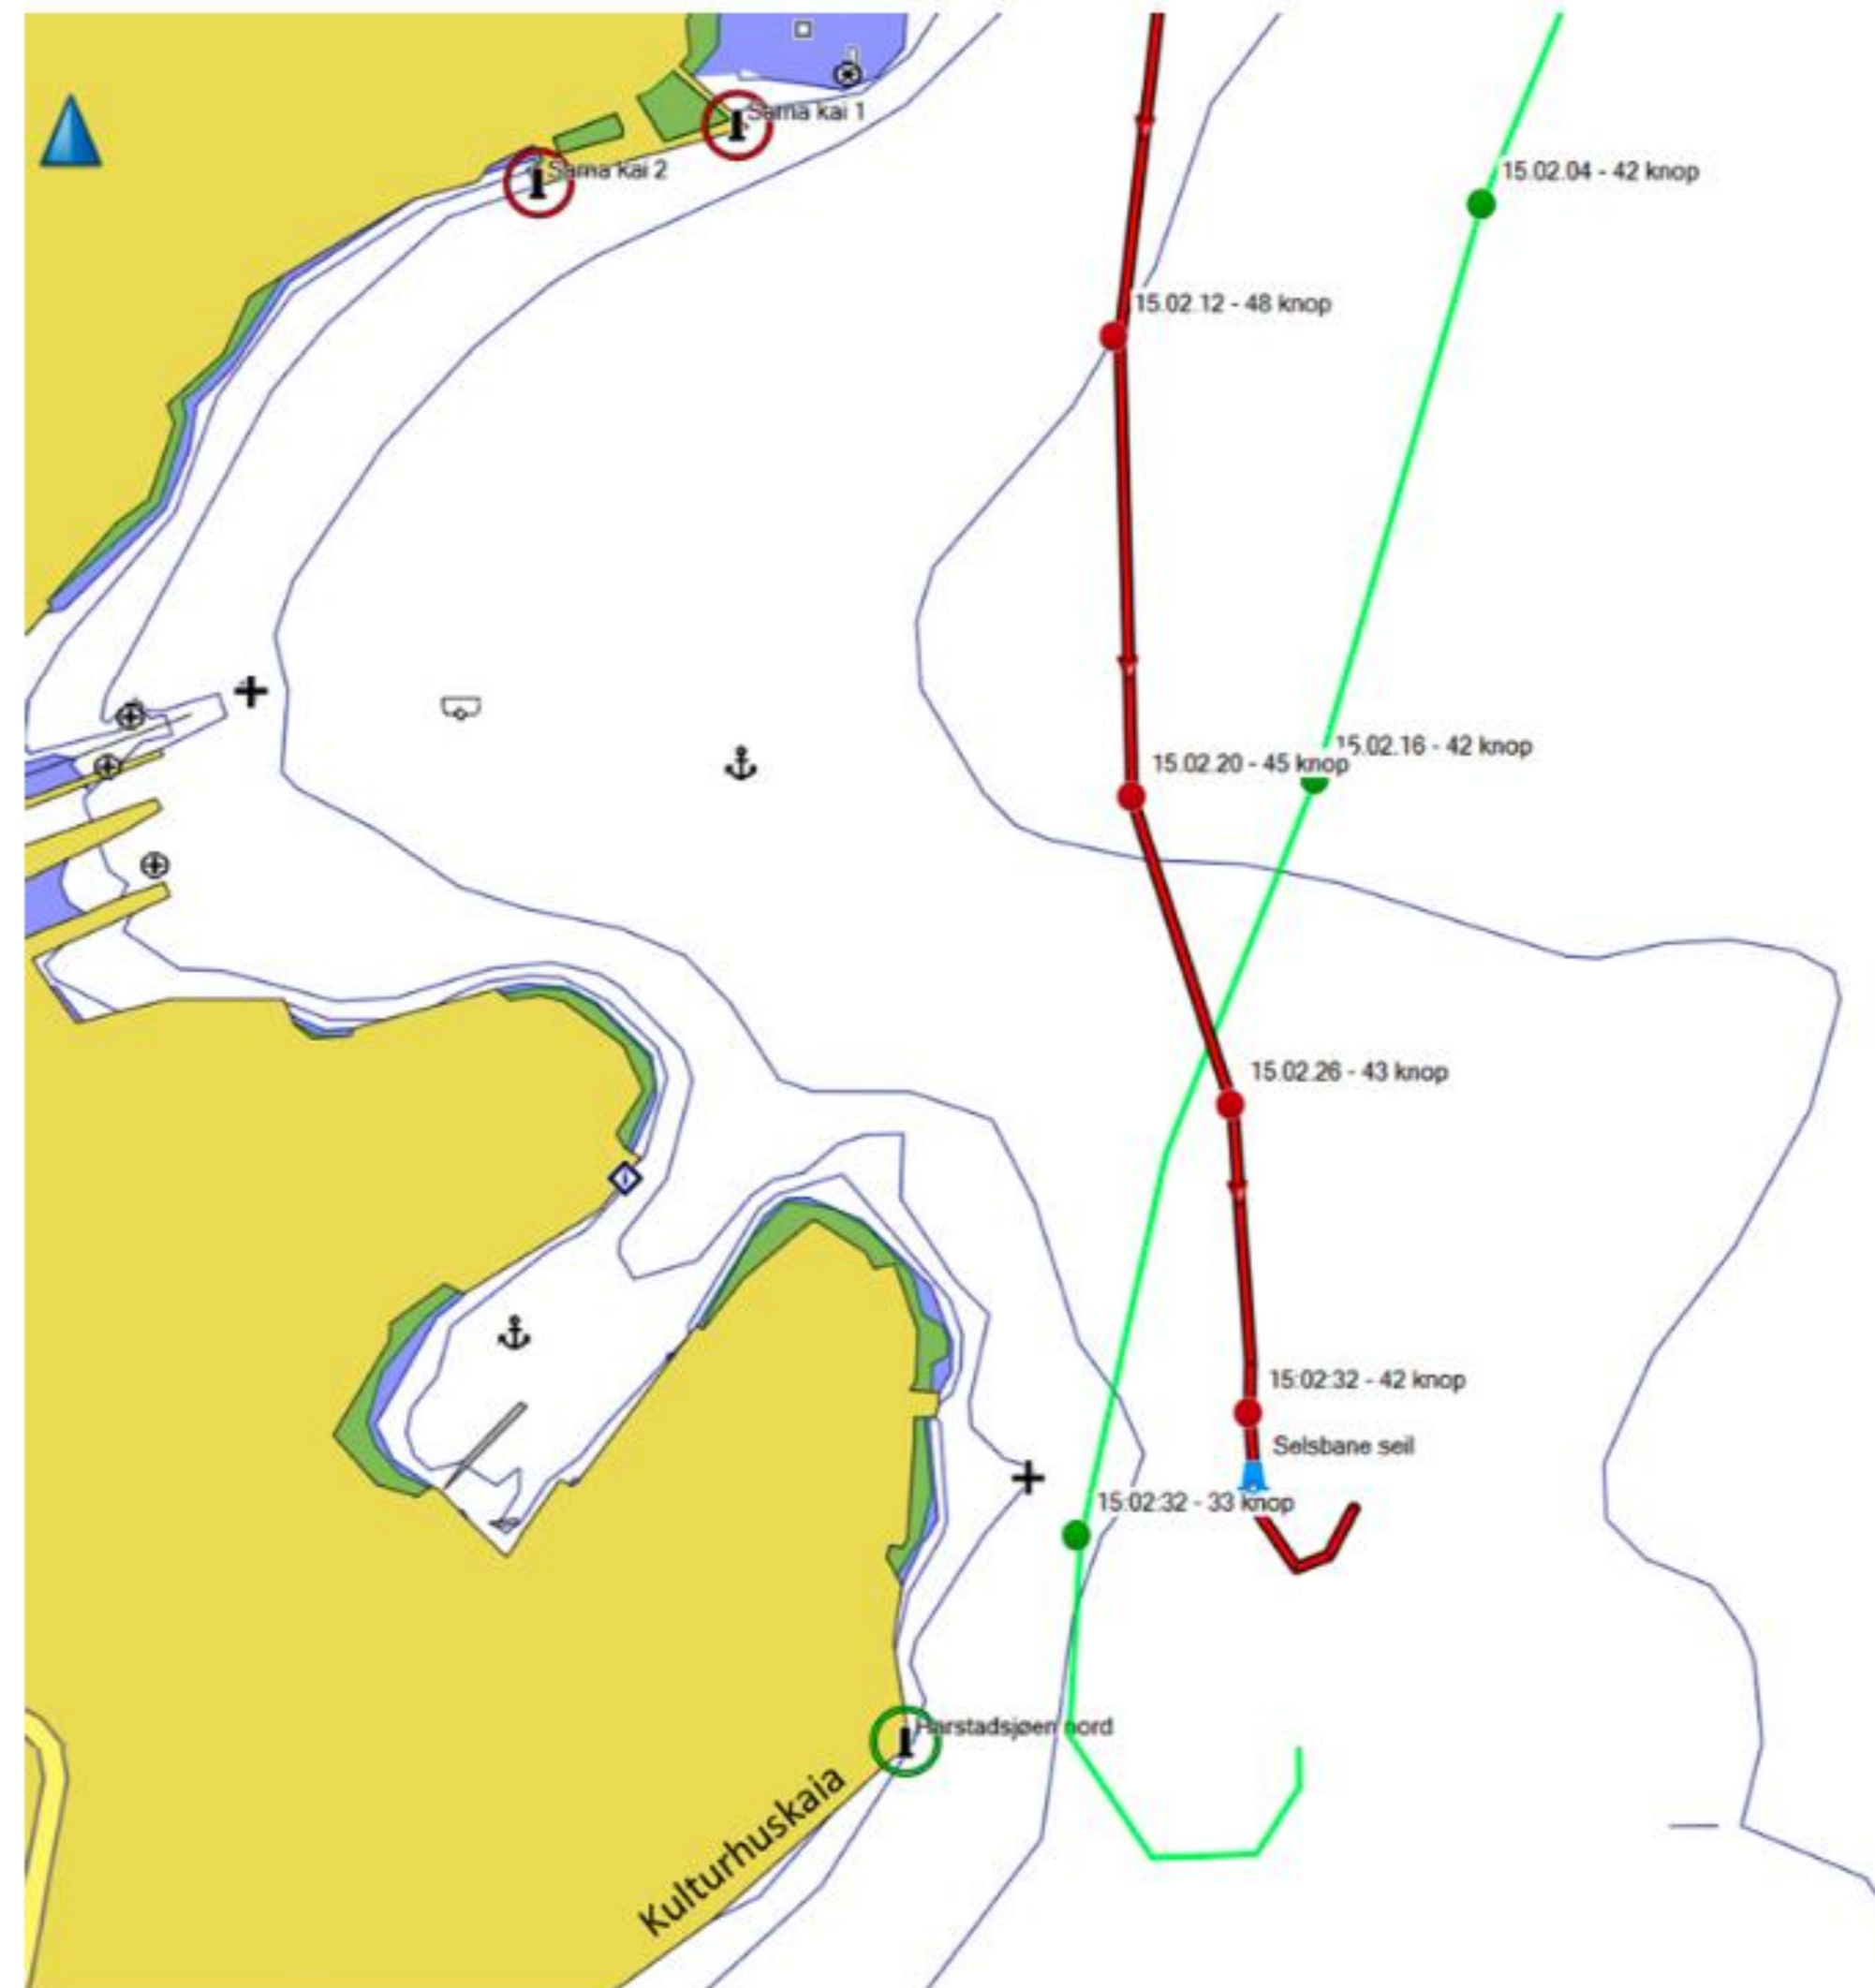 Sama kai 1
Sama kai 2
15.02.04 - 42 knop
15.02.12 - 48 knop
15.02.16 - 42 knop
15.02.20 - 45 knop
15.02.26 - 43 knop
15:02:32 - 42 knop
Selsbane seil
15:02:32 - 33 knop
Harstadsjøen nord
Kulturhuskaia